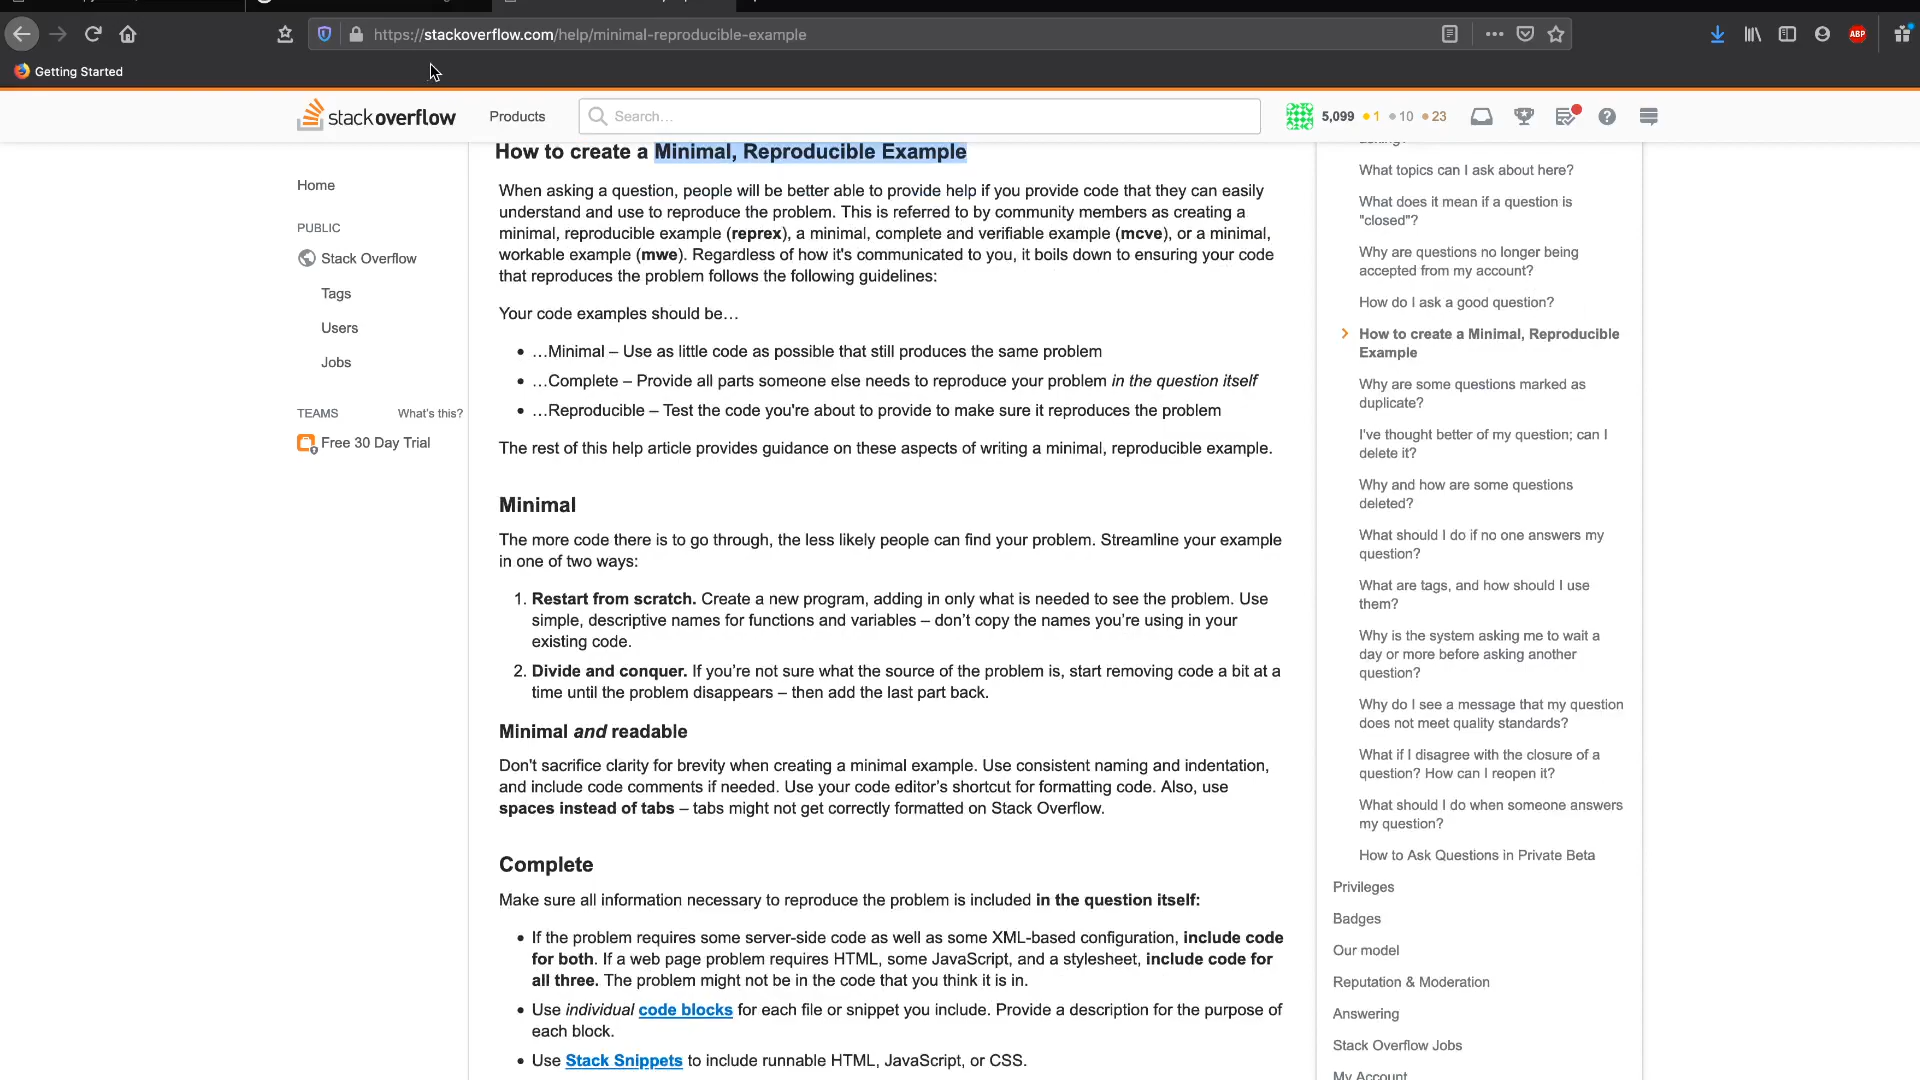 https://stackoverflow.com/help/minimal-reproducible-example
ABP
Getting Started
stackoverflow
Products
Search...
5,099 1 10 23
How to create a Minimal, Reproducible Example
When asking a question, people will be better able to provide help if you provide code that they can easily
understand and use to reproduce the problem. This is referred to by community members as creating a
minimal, reproducible example (reprex), a minimal, complete and verifiable example (mcve), or a minimal,
workable example (mwe). Regardless of how it's communicated to you, it boils down to ensuring your code
that reproduces the problem follows the following guidelines:
Your code examples should be…
• …Minimal – Use as little code as possible that still produces the same problem
• …Complete – Provide all parts someone else needs to reproduce your problem in the question itself
• …Reproducible – Test the code you're about to provide to make sure it reproduces the problem
The rest of this help article provides guidance on these aspects of writing a minimal, reproducible example.
Minimal
The more code there is to go through, the less likely people can find your problem. Streamline your example
in one of two ways:
1. Restart from scratch. Create a new program, adding in only what is needed to see the problem. Use
simple, descriptive names for functions and variables – don’t copy the names you’re using in your
existing code.
2. Divide and conquer. If you’re not sure what the source of the problem is, start removing code a bit at a
time until the problem disappears – then add the last part back.
Minimal and readable
Don't sacrifice clarity for brevity when creating a minimal example. Use consistent naming and indentation,
and include code comments if needed. Use your code editor’s shortcut for formatting code. Also, use
spaces instead of tabs – tabs might not get correctly formatted on Stack Overflow.
Complete
Make sure all information necessary to reproduce the problem is included in the question itself:
• If the problem requires some server-side code as well as some XML-based configuration, include code
for both. If a web page problem requires HTML, some JavaScript, and a stylesheet, include code for
all three. The problem might not be in the code that you think it is in.
• Use individual code blocks for each file or snippet you include. Provide a description for the purpose of
each block.
• Use Stack Snippets to include runnable HTML, JavaScript, or CSS.
Home
PUBLIC
Stack Overflow
Tags
Users
Jobs
TEAMS What's this?
Free 30 Day Trial
asking?
What topics can I ask about here?
What does it mean if a question is
"closed"?
Why are questions no longer being
accepted from my account?
How do I ask a good question?
How to create a Minimal, Reproducible
Example
Why are some questions marked as
duplicate?
I've thought better of my question; can I
delete it?
Why and how are some questions
deleted?
What should I do if no one answers my
question?
What are tags, and how should I use
them?
Why is the system asking me to wait a
day or more before asking another
question?
Why do I see a message that my question
does not meet quality standards?
What if I disagree with the closure of a
question? How can I reopen it?
What should I do when someone answers
my question?
How to Ask Questions in Private Beta
Privileges
Badges
Our model
Reputation & Moderation
Answering
Stack Overflow Jobs
My Account